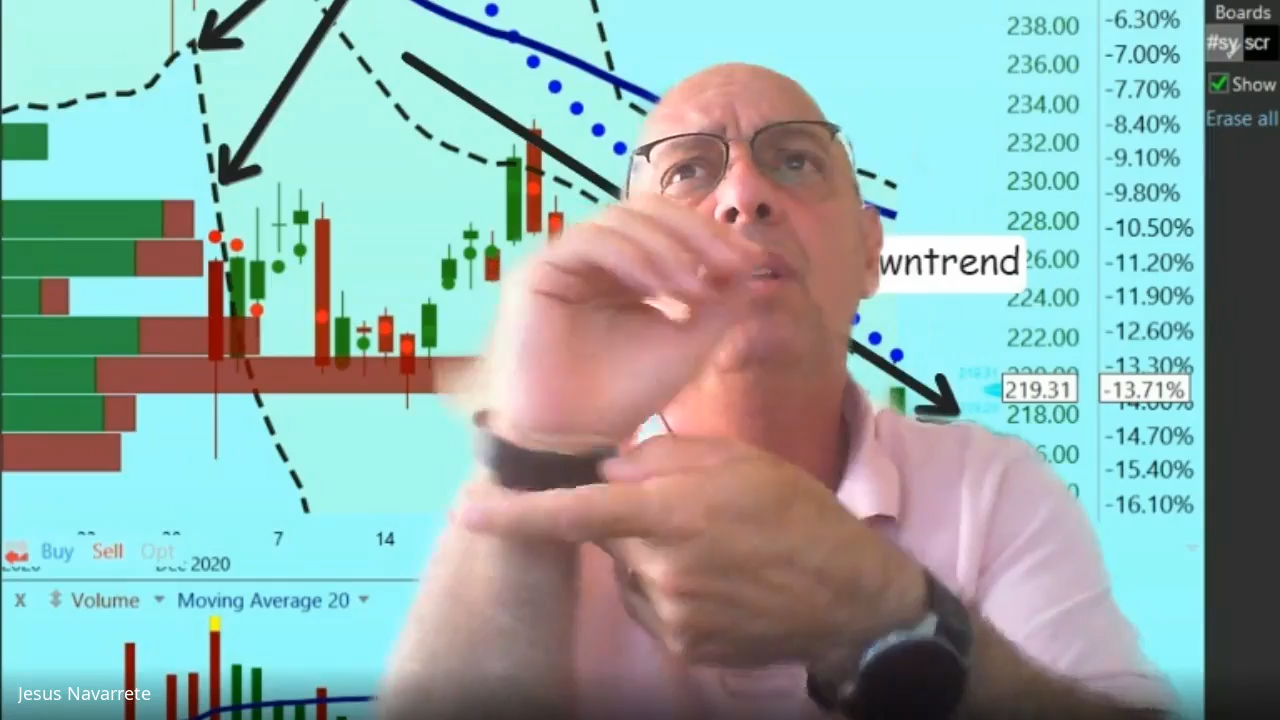 238.00 -6.30%
236.00 -7.00%
234.00 -7.70%
232.00 -8.40%
230.00 -9.10%
228.00 -9.80%
-10.50%
26.00 -11.20%
224.00 -11.90%
222.00 -12.60%
-13.30%
219.31 -13.71%
218.00
-14.70%
-15.40%
-16.10%
Boards
#sy scr
Show
Erase all
wntrend
7 14
Buy Sell Opt
Dec 2020
x Volume Moving Average 20
Jesus Navarrete